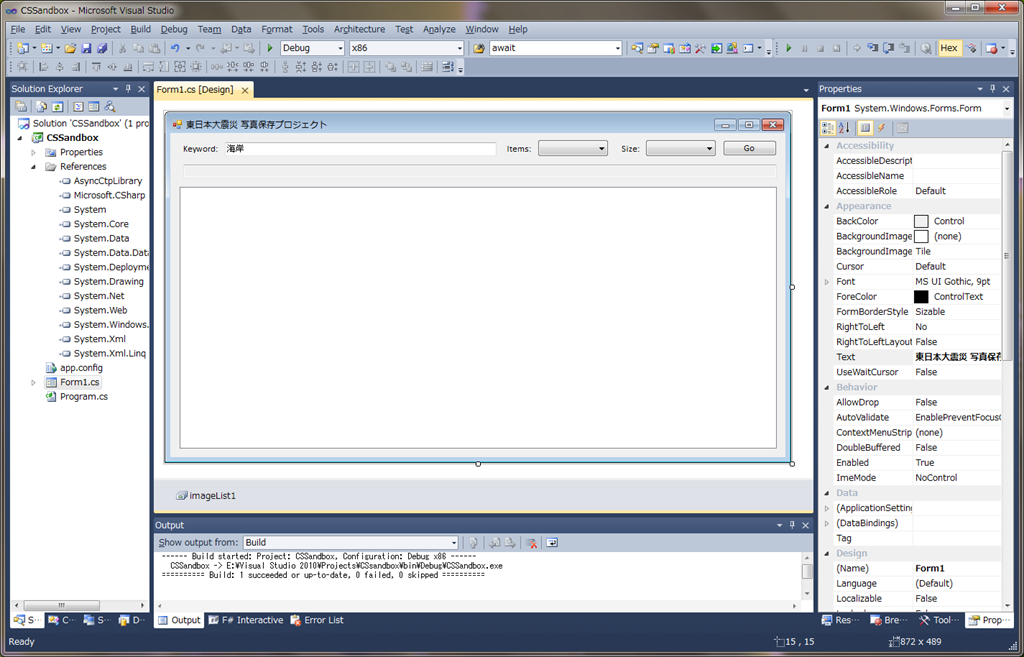 CSSandbox - Microsoft Visual Studio
File Edit View Project Build Debug Team Data Format Tools Architecture Test Analyze Window Help
Debug x86 await Hex
Solution Explorer
Solution 'CSSandbox' (1 pro
CSSandbox
Properties
References
AsyncCtpLibrary
Microsoft.CSharp
System
System.Core
System.Data
System.Data.Dat
System.Deployme
System.Drawing
System.Net
System.Web
System.Windows.
System.Xml
System.Xml.Linq
app.config
Form1.cs
Program.cs
S··· C··· S··· D···
Form1.cs [Design]
東日本大震災 写真保存プロジェクト
Keyword: 海岸 Items: Size: Go
imageList1
Output
Show output from: Build
------ Build started: Project: CSSandbox, Configuration: Debug x86 ------
CSSandbox -> E:¥Visual Studio 2010¥Projects¥CSsandbox¥bin¥Debug¥CSSandbox.exe
========== Build: 1 succeeded or up-to-date, 0 failed, 0 skipped ==========
Output F# Interactive Error List
Properties
Form1 System.Windows.Forms.Form
Accessibility
AccessibleDescript
AccessibleName
AccessibleRole Default
Appearance
BackColor Control
BackgroundImage (none)
BackgroundImage Tile
Cursor Default
Font MS UI Gothic, 9pt
ForeColor ControlText
FormBorderStyle Sizable
RightToLeft No
RightToLeftLayout False
Text 東日本大震災 写真保存
UseWaitCursor False
Behavior
AllowDrop False
AutoValidate EnablePreventFocusC
ContextMenuStrip (none)
DoubleBuffered False
Enabled True
ImeMode NoControl
Data
(ApplicationSetting
(DataBindings)
Tag
Design
(Name) Form1
Language (Default)
Localizable False
Res··· Bre··· Tool··· Prop···
Ready 15 , 15 872 x 489